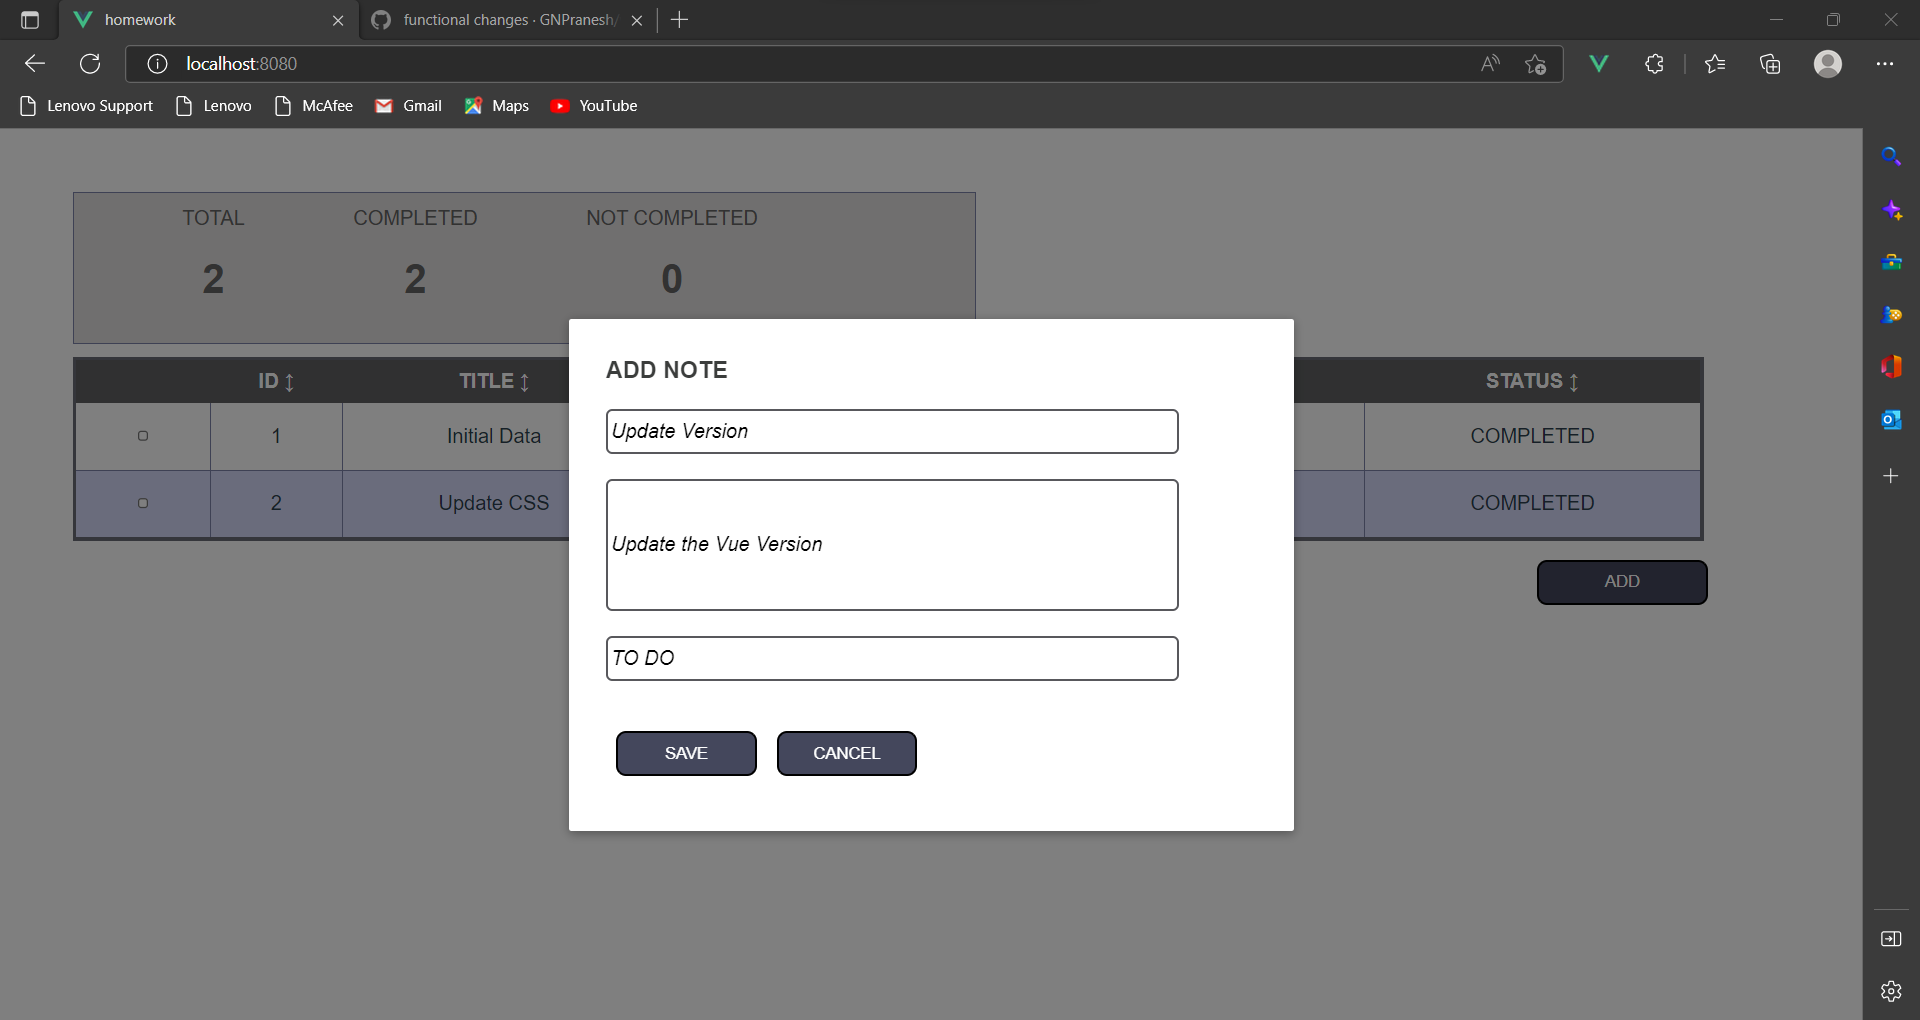 homework
functional changes · GNPranesh/
localhost:8080
Lenovo Support Lenovo McAfee Gmail Maps YouTube
TOTAL COMPLETED NOT COMPLETED
2 2 0
ID TITLE STATUS
1 Initial Data COMPLETED
2 Update CSS COMPLETED
ADD
ADD NOTE
Update Version
Update the Vue Version
TO DO
SAVE CANCEL